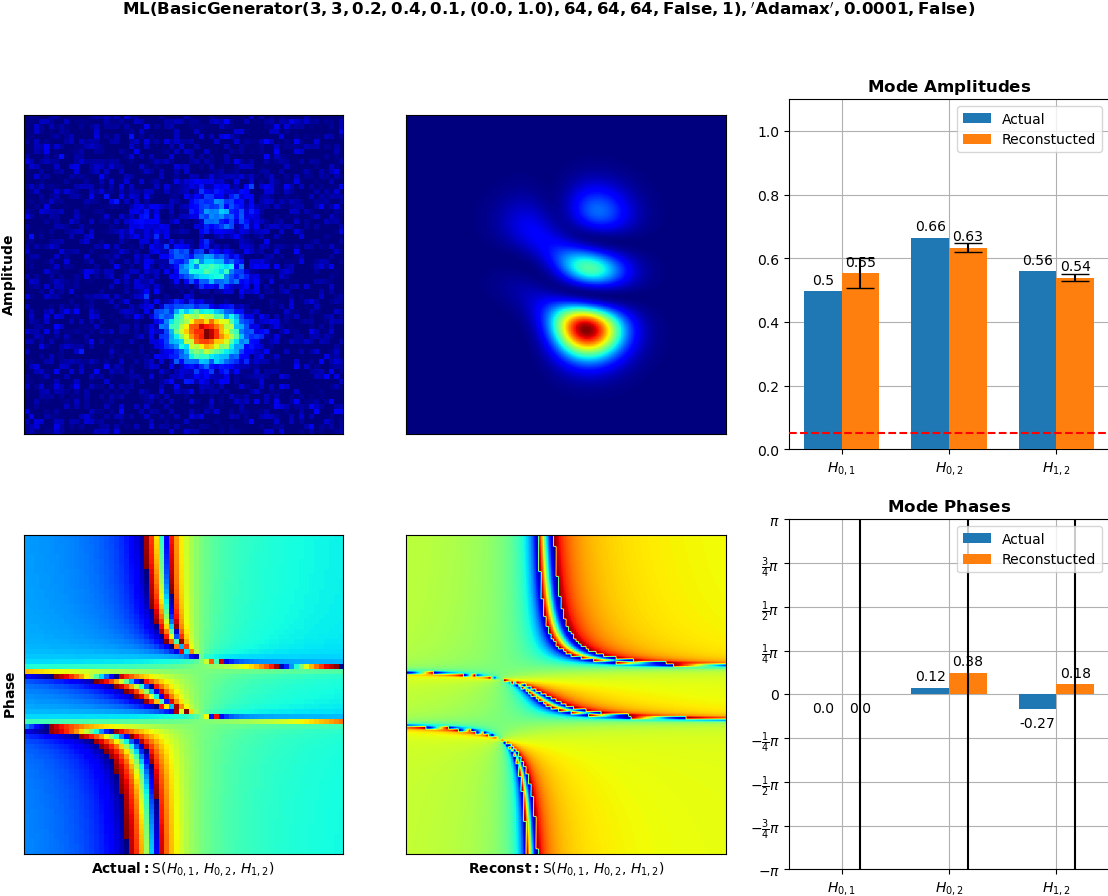 ML(BasicGenerator(3, 3, 0.2, 0.4, 0.1, (0.0, 1.0), 64, 64, 64, False, 1), 'Adamax', 0.0001, False)
Amplitude
Mode Amplitudes
Actual
Reconstucted
1.0
0.8
0.6
0.4
0.2
0.0
0.5
0.55
0.66
0.63
0.56
0.54
H0,1
H0,2
H1,2
Phase
Actual: S(H0,1, H0,2, H1,2)
Reconst: S(H0,1, H0,2, H1,2)
Mode Phases
Actual
Reconstucted
π
3/4π
1/2π
1/4π
0
−1/4π
−1/2π
−3/4π
−π
0.0
0.0
0.12
0.38
-0.27
0.18
H0,1
H0,2
H1,2